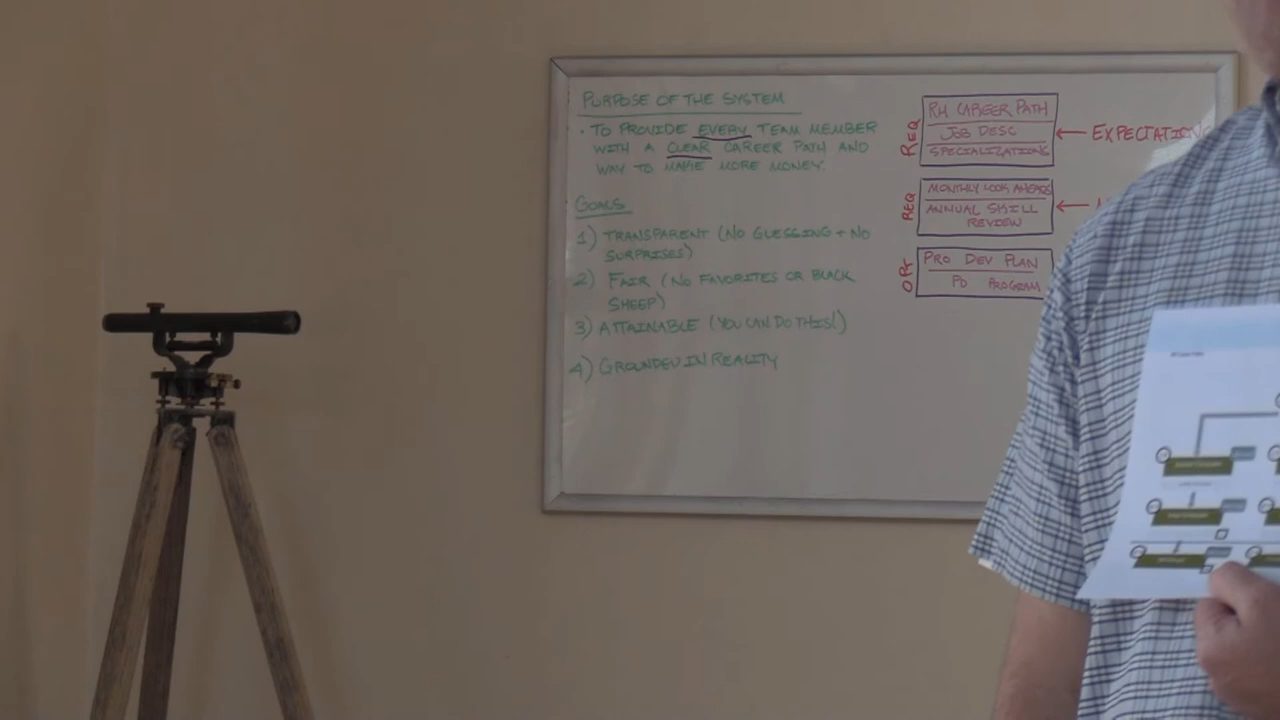 PURPOSE OF THE SYSTEM
• TO PROVIDE EVERY TEAM MEMBER
WITH A CLEAR CAREER PATH AND
WAY TO MAKE MORE MONEY.
GOALS
1) TRANSPARENT (NO GUESSING + NO
SURPRISES)
2) FAIR (NO FAVORITES OR BLACK
SHEEP)
3) ATTAINABLE (YOU CAN DO THIS!)
4) GROUNDED IN REALITY
REQ
RH CAREER PATH
JOB DESC
SPECIALIZATIONS
← EXPECTATION
REQ
MONTHLY LOOK AHEADS
ANNUAL SKILL
REVIEW
←
OPT
PRO DEV PLAN
PD PROGRAM